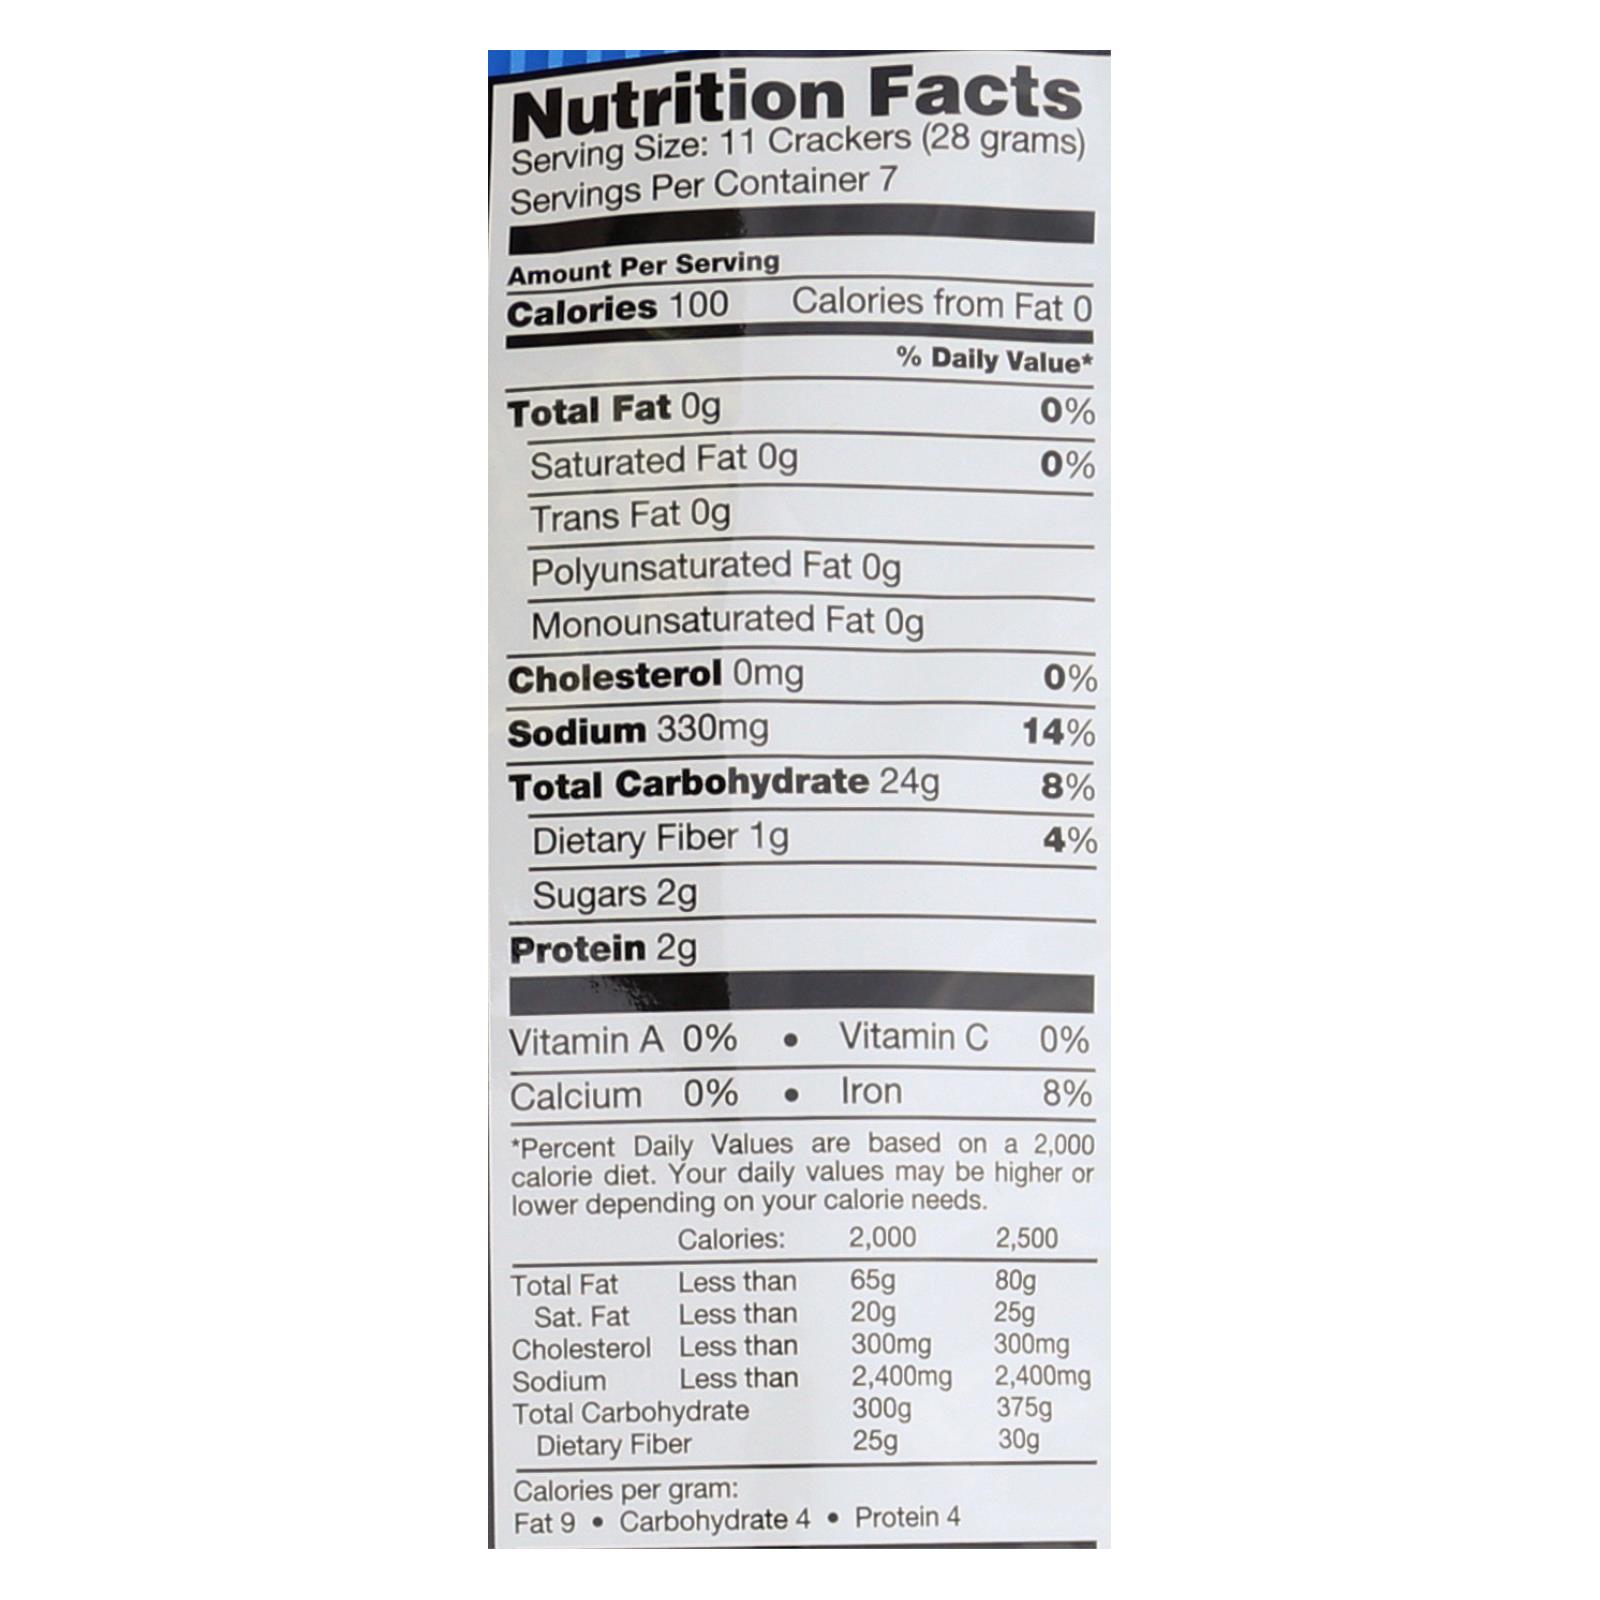 Nutrition Facts
Serving Size: 11 Crackers (28 grams)
Servings Per Container 7
Amount Per Serving
Calories 100 Calories from Fat 0
% Daily Value*
Total Fat 0g 0%
Saturated Fat 0g 0%
Trans Fat 0g
Polyunsaturated Fat 0g
Monounsaturated Fat 0g
Cholesterol 0mg 0%
Sodium 330mg 14%
Total Carbohydrate 24g 8%
Dietary Fiber 1g 4%
Sugars 2g
Protein 2g
Vitamin A 0% • Vitamin C 0%
Calcium 0% • Iron 8%
*Percent Daily Values are based on a 2,000
calorie diet. Your daily values may be higher or
lower depending on your calorie needs.
Calories: 2,000 2,500
Total Fat Less than 65g 80g
Sat. Fat Less than 20g 25g
Cholesterol Less than 300mg 300mg
Sodium Less than 2,400mg 2,400mg
Total Carbohydrate 300g 375g
Dietary Fiber 25g 30g
Calories per gram:
Fat 9 • Carbohydrate 4 • Protein 4